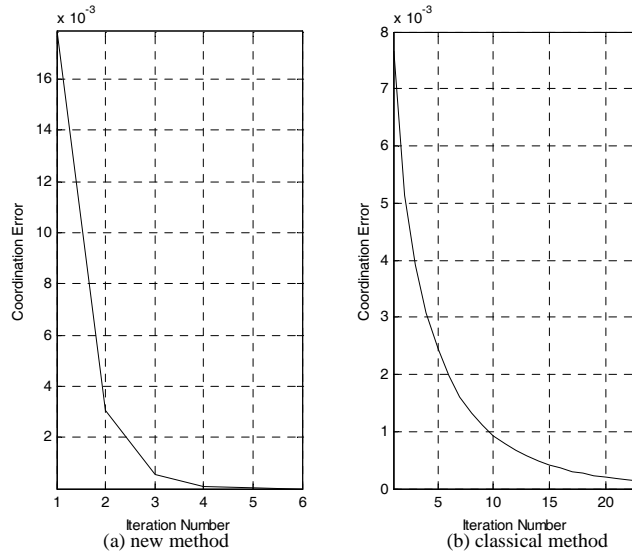 x 10⁻³
16
14
12
10
8
6
4
2
Coordination Error
1 2 3 4 5 6
Iteration Number
(a) new method
x 10⁻³
8
7
6
5
4
3
2
1
0
Coordination Error
5 10 15 20
Iteration Number
(b) classical method